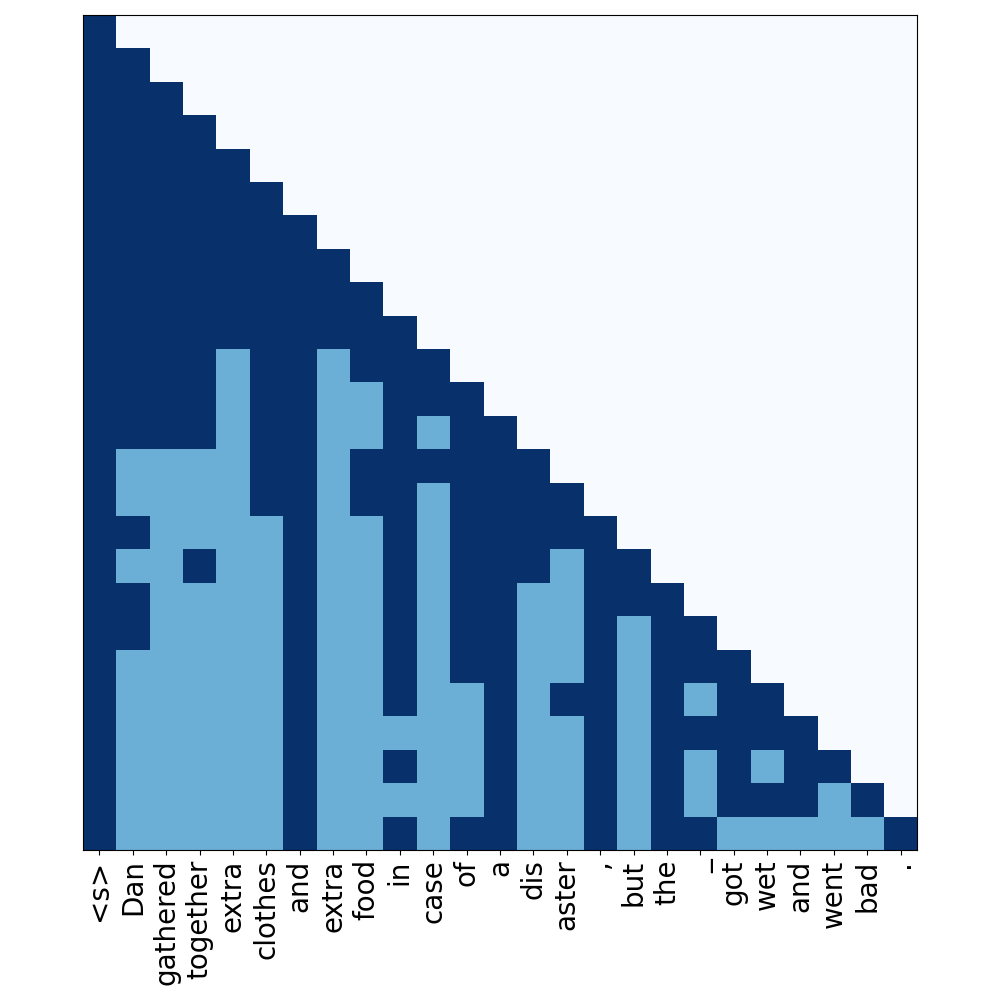 <s>
Dan
gathered
together
extra
clothes
and
extra
food
in
case
of
a
dis
aster
,
but
the
_
got
wet
and
went
bad
.